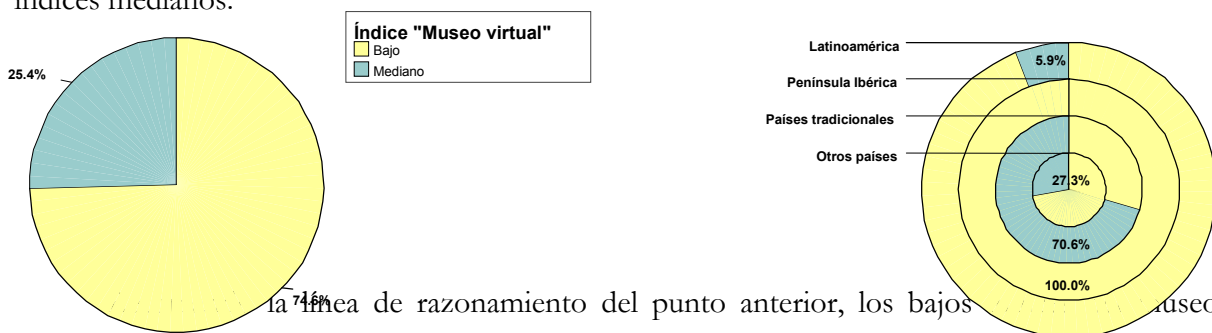 índices medianos.
Índice "Museo virtual"
Bajo
Mediano
25.4%
74.6%
Latinoamérica
Península Ibérica
Países tradicionales
Otros países
5.9%
27.3%
70.6%
100.0%
la línea de razonamiento del punto anterior, los bajos